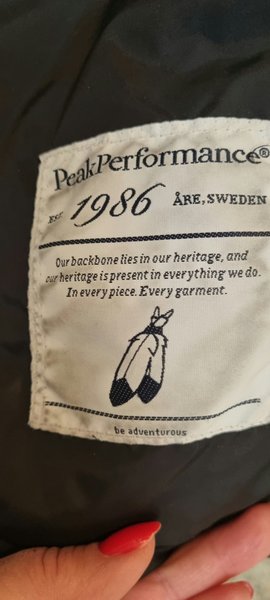 PeakPerformance®
EST. 1986 ÅRE, SWEDEN
Our backbone lies in our heritage, and
our heritage is present in everything we do.
In every piece. Every garment.
be adventurous